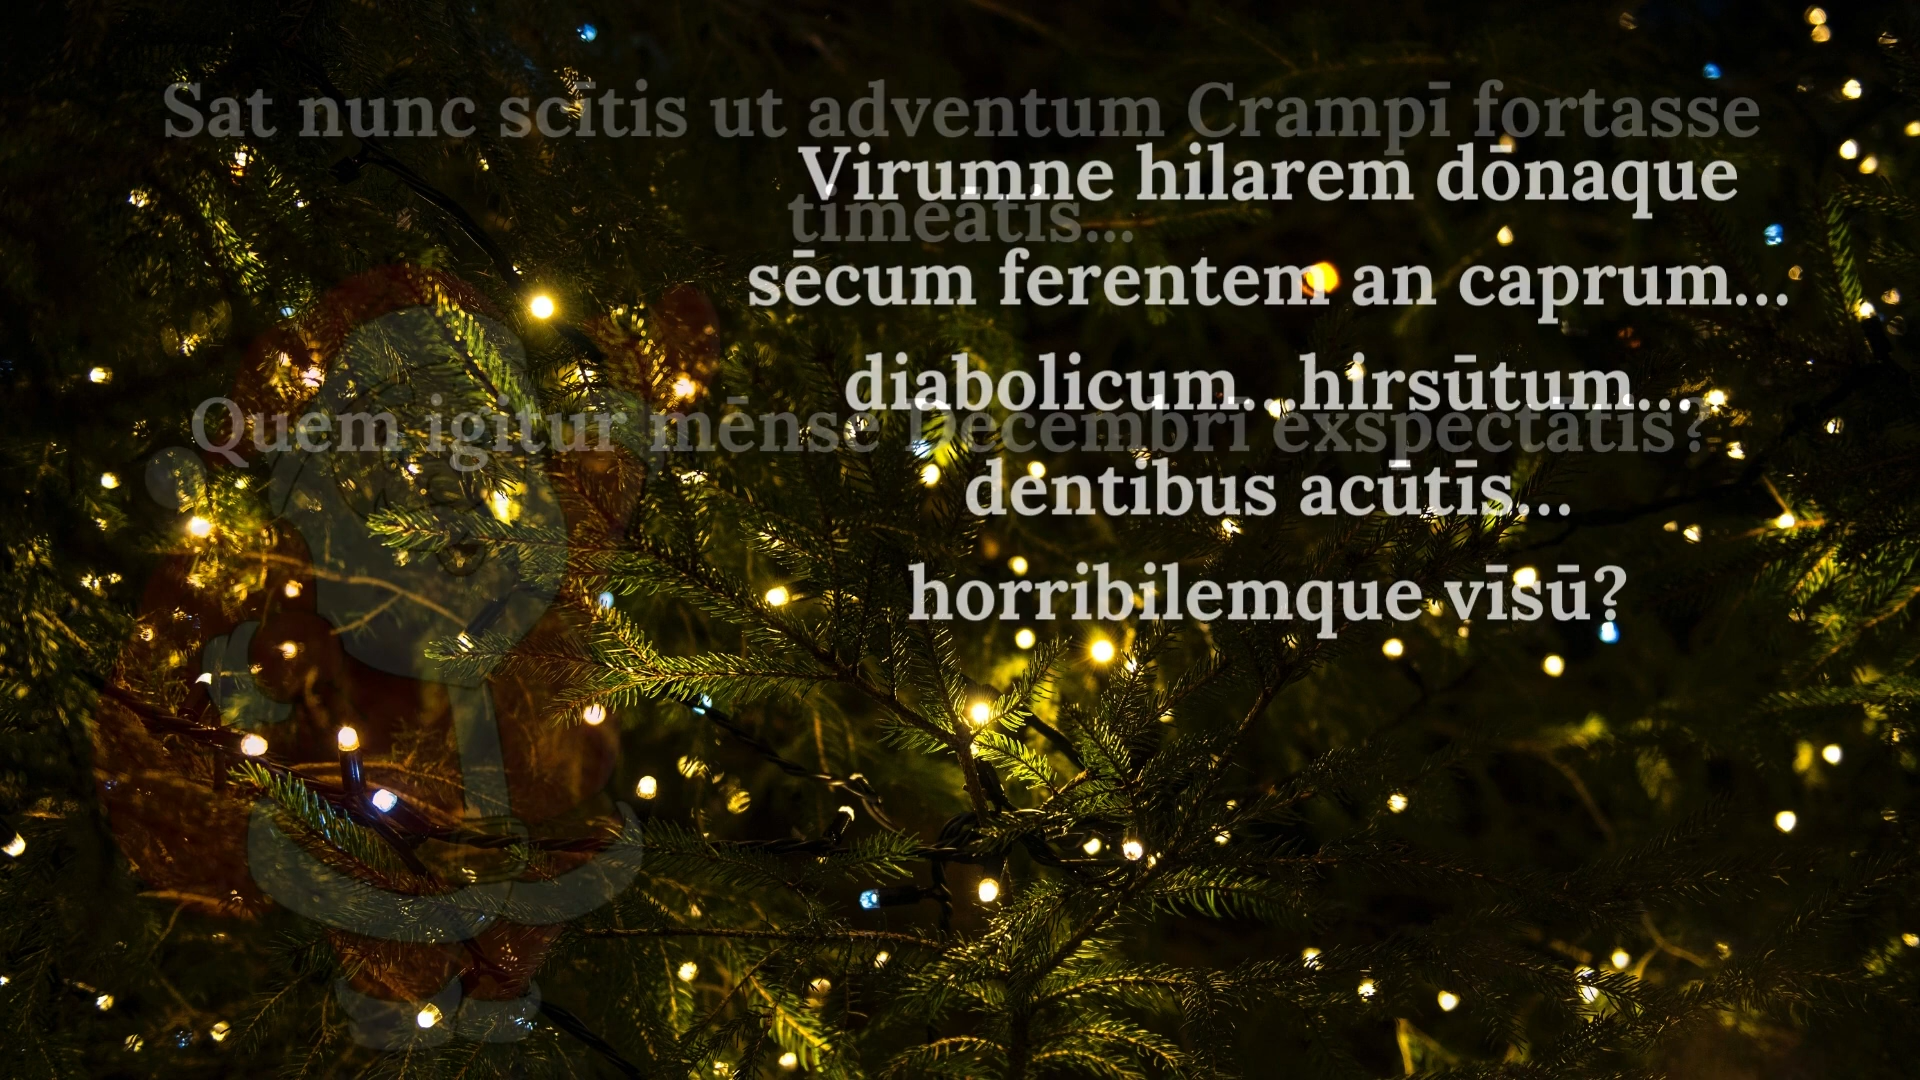 Sat nunc scītis ut adventum Crampī fortasse
timeātis...
Quem igitur mēnse Decembrī exspectātis?
Virumne hilarem dōnaque
sēcum ferentem an caprum...
diabolicum...hirsūtum...
dentibus acūtīs...
horribilemque vīsū?